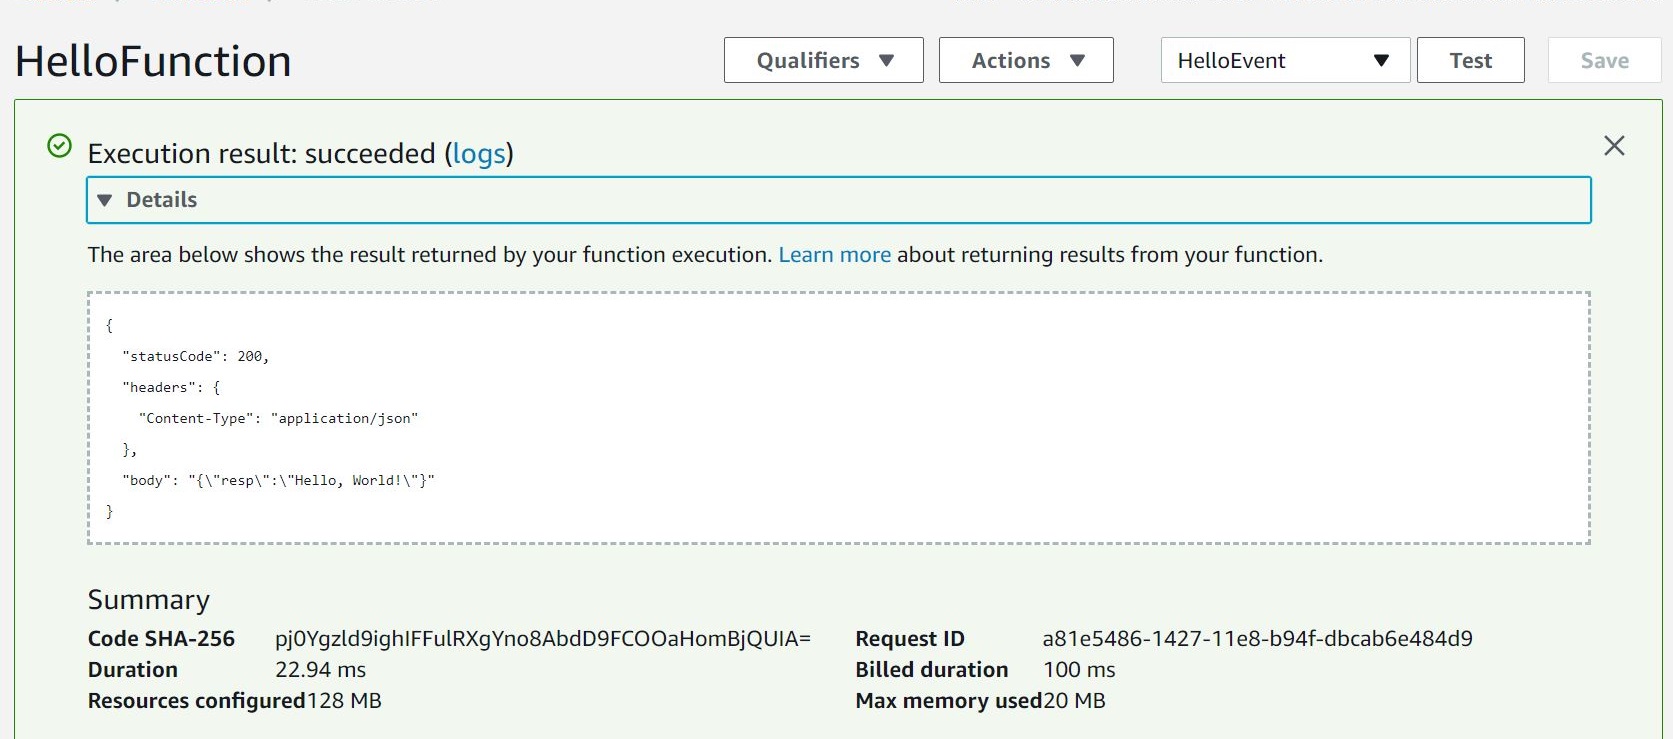 HelloFunction
Qualifiers
Actions
HelloEvent
Test
Save
Execution result: succeeded (logs)
Details
The area below shows the result returned by your function execution. Learn more about returning results from your function.
{
  "statusCode": 200,
  "headers": {
    "Content-Type": "application/json"
  },
  "body": "{\"resp\":\"Hello, World!\"}"
}
Summary
Code SHA-256 pj0Ygzld9ighIFFulRXgYno8AbdD9FCOOaHomBjQUIA=
Request ID a81e5486-1427-11e8-b94f-dbcab6e484d9
Duration 22.94 ms
Billed duration 100 ms
Resources configured 128 MB
Max memory used 20 MB